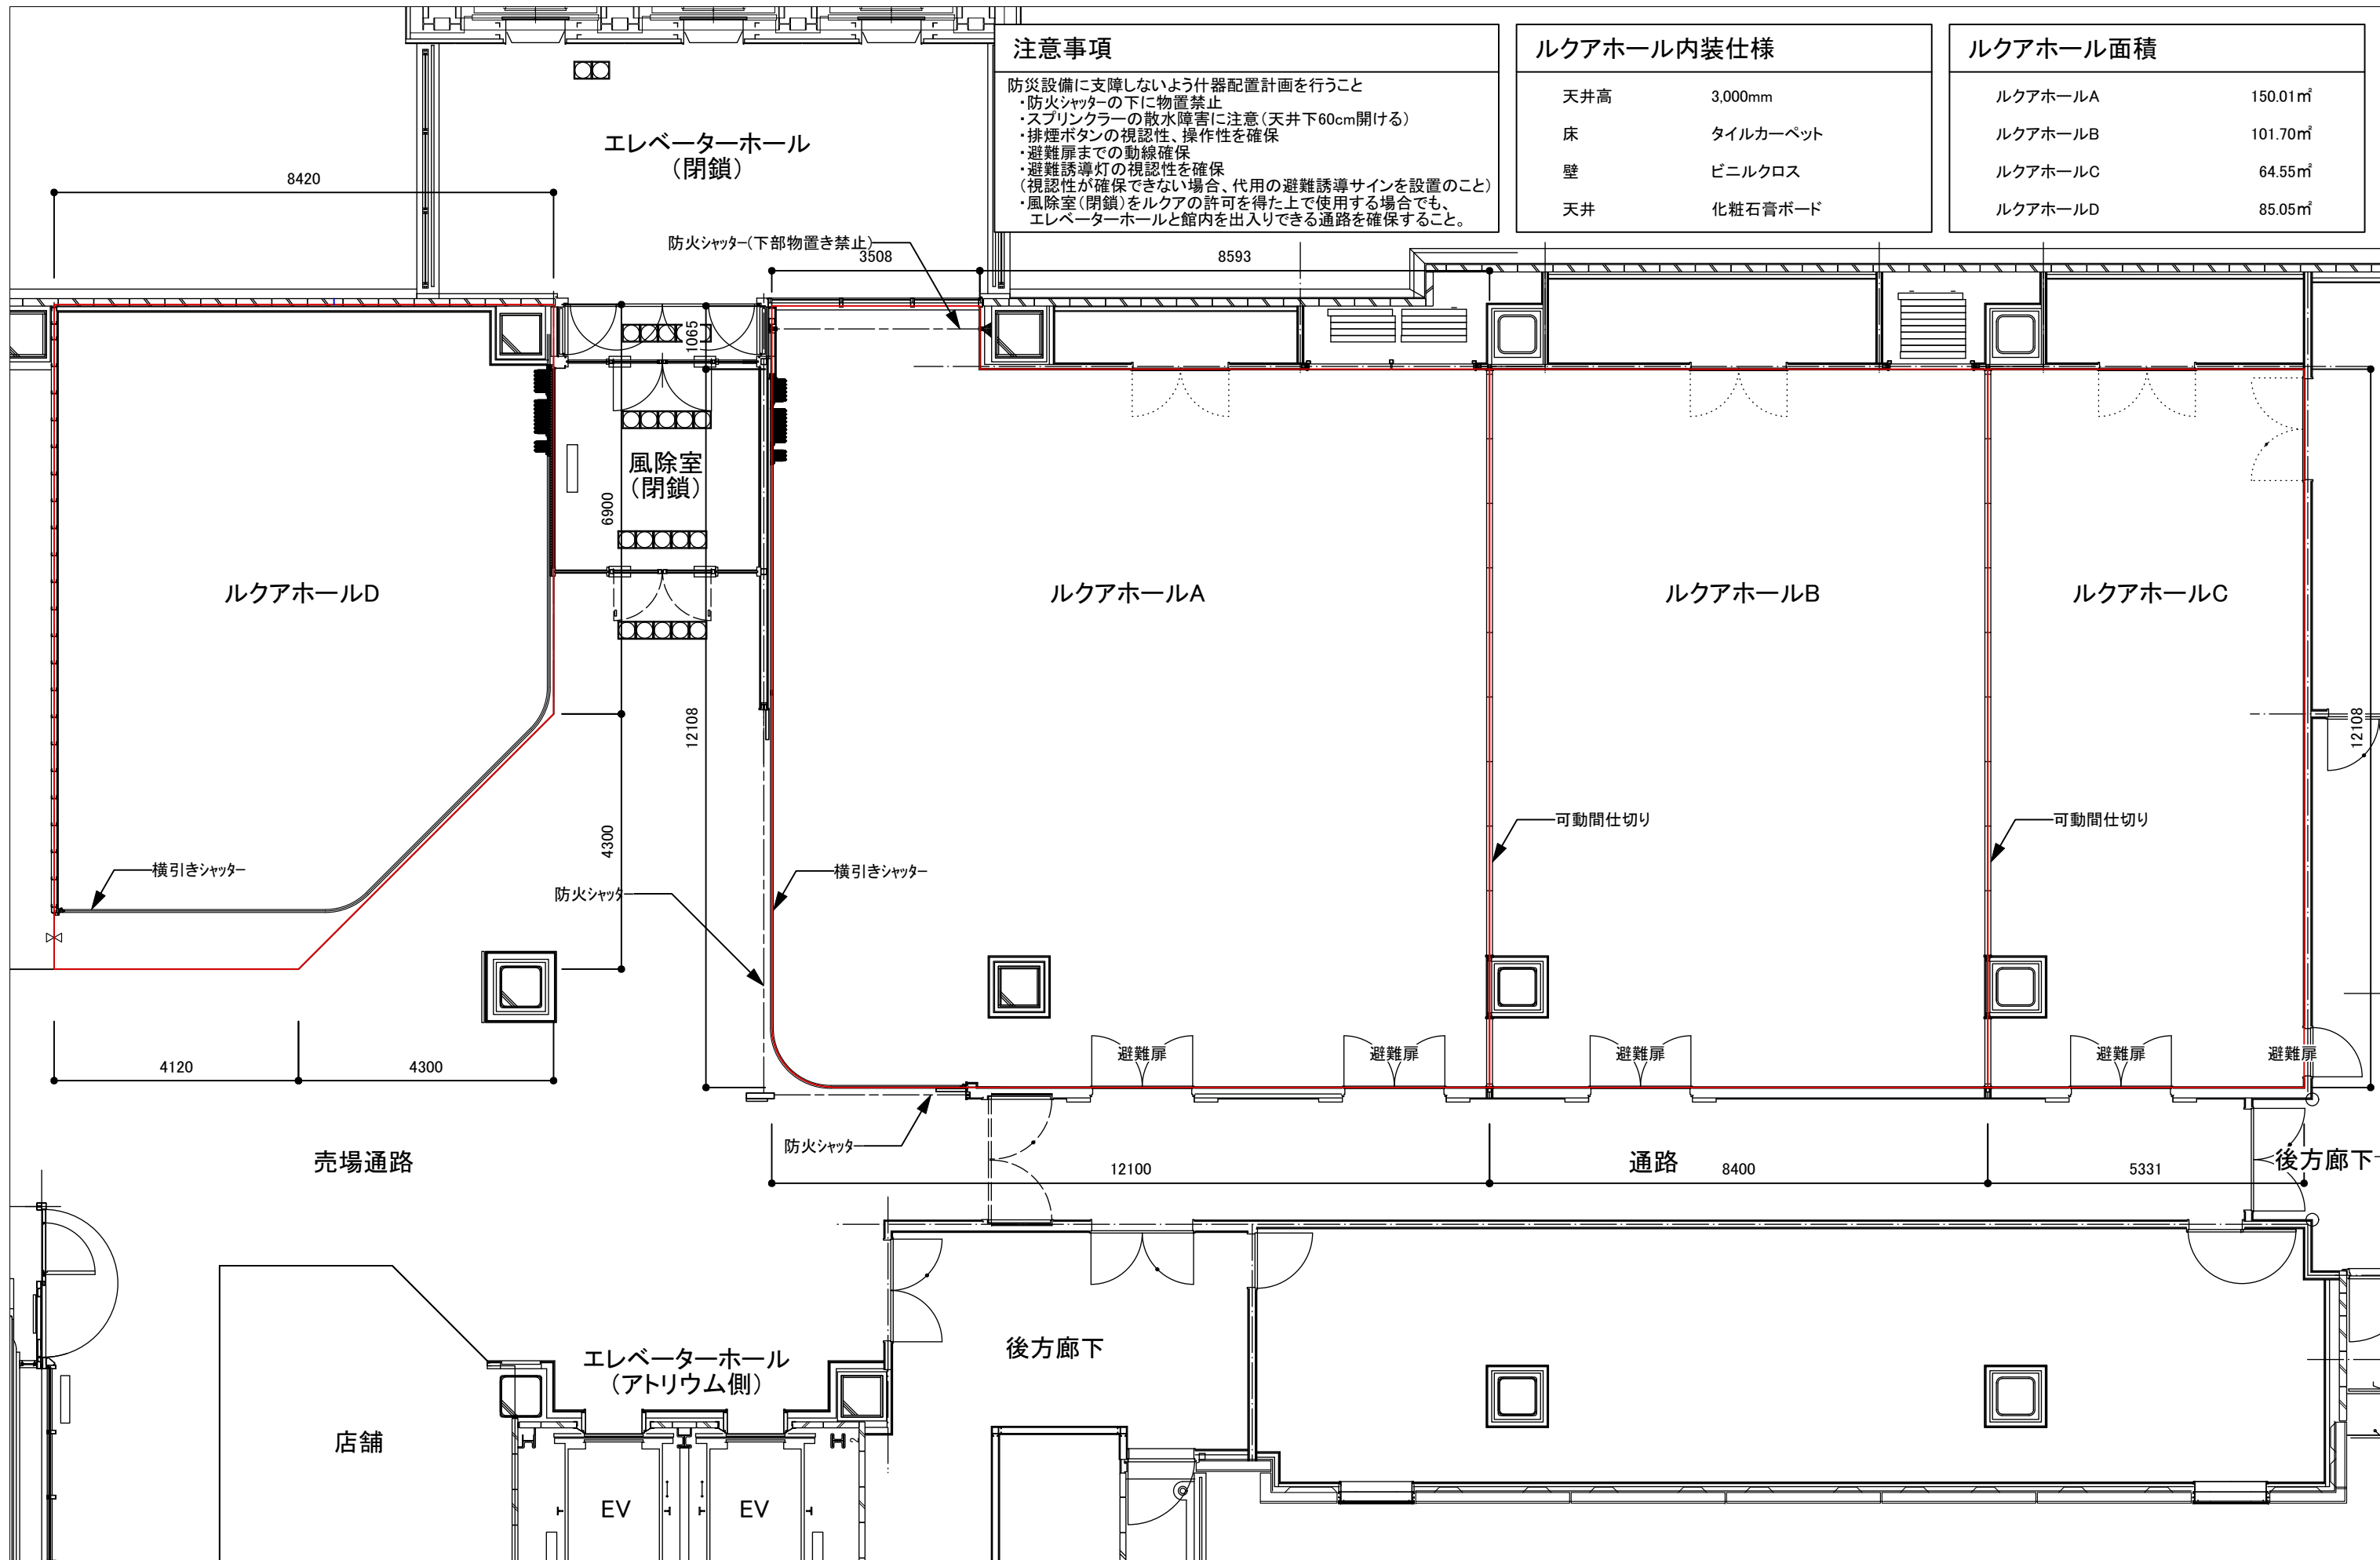 注意事項
防災設備に支障しないよう什器配置計画を行うこと
・防火シャッターの下に物置禁止
・スプリンクラーの散水障害に注意(天井下60cm開ける)
・排煙ボタンの視認性、操作性を確保
・避難扉までの動線確保
・避難誘導灯の視認性を確保
(視認性が確保できない場合、代用の避難誘導サインを設置のこと)
・風除室(閉鎖)をルクアの許可を得た上で使用する場合でも、
エレベーターホールと館内を出入りできる通路を確保すること。
ルクアホール内装仕様
天井高 3,000mm
床 タイルカーペット
壁 ビニルクロス
天井 化粧石膏ボード
ルクアホール面積
ルクアホールA 150.01㎡
ルクアホールB 101.70㎡
ルクアホールC 64.55㎡
ルクアホールD 85.05㎡
エレベーターホール
(閉鎖)
8420
防火シャッター(下部物置き禁止)
3508
8593
1065
風除室
(閉鎖)
6900
ルクアホールD
ルクアホールA
ルクアホールB
ルクアホールC
12108
12108
4300
可動間仕切り
可動間仕切り
横引きシャッター
横引きシャッター
防火シャッター
避難扉
避難扉
避難扉
避難扉
避難扉
4120
4300
防火シャッター
売場通路
12100
通路
8400
5331
後方廊下
エレベーターホール
(アトリウム側)
後方廊下
店舗
EV
EV
2